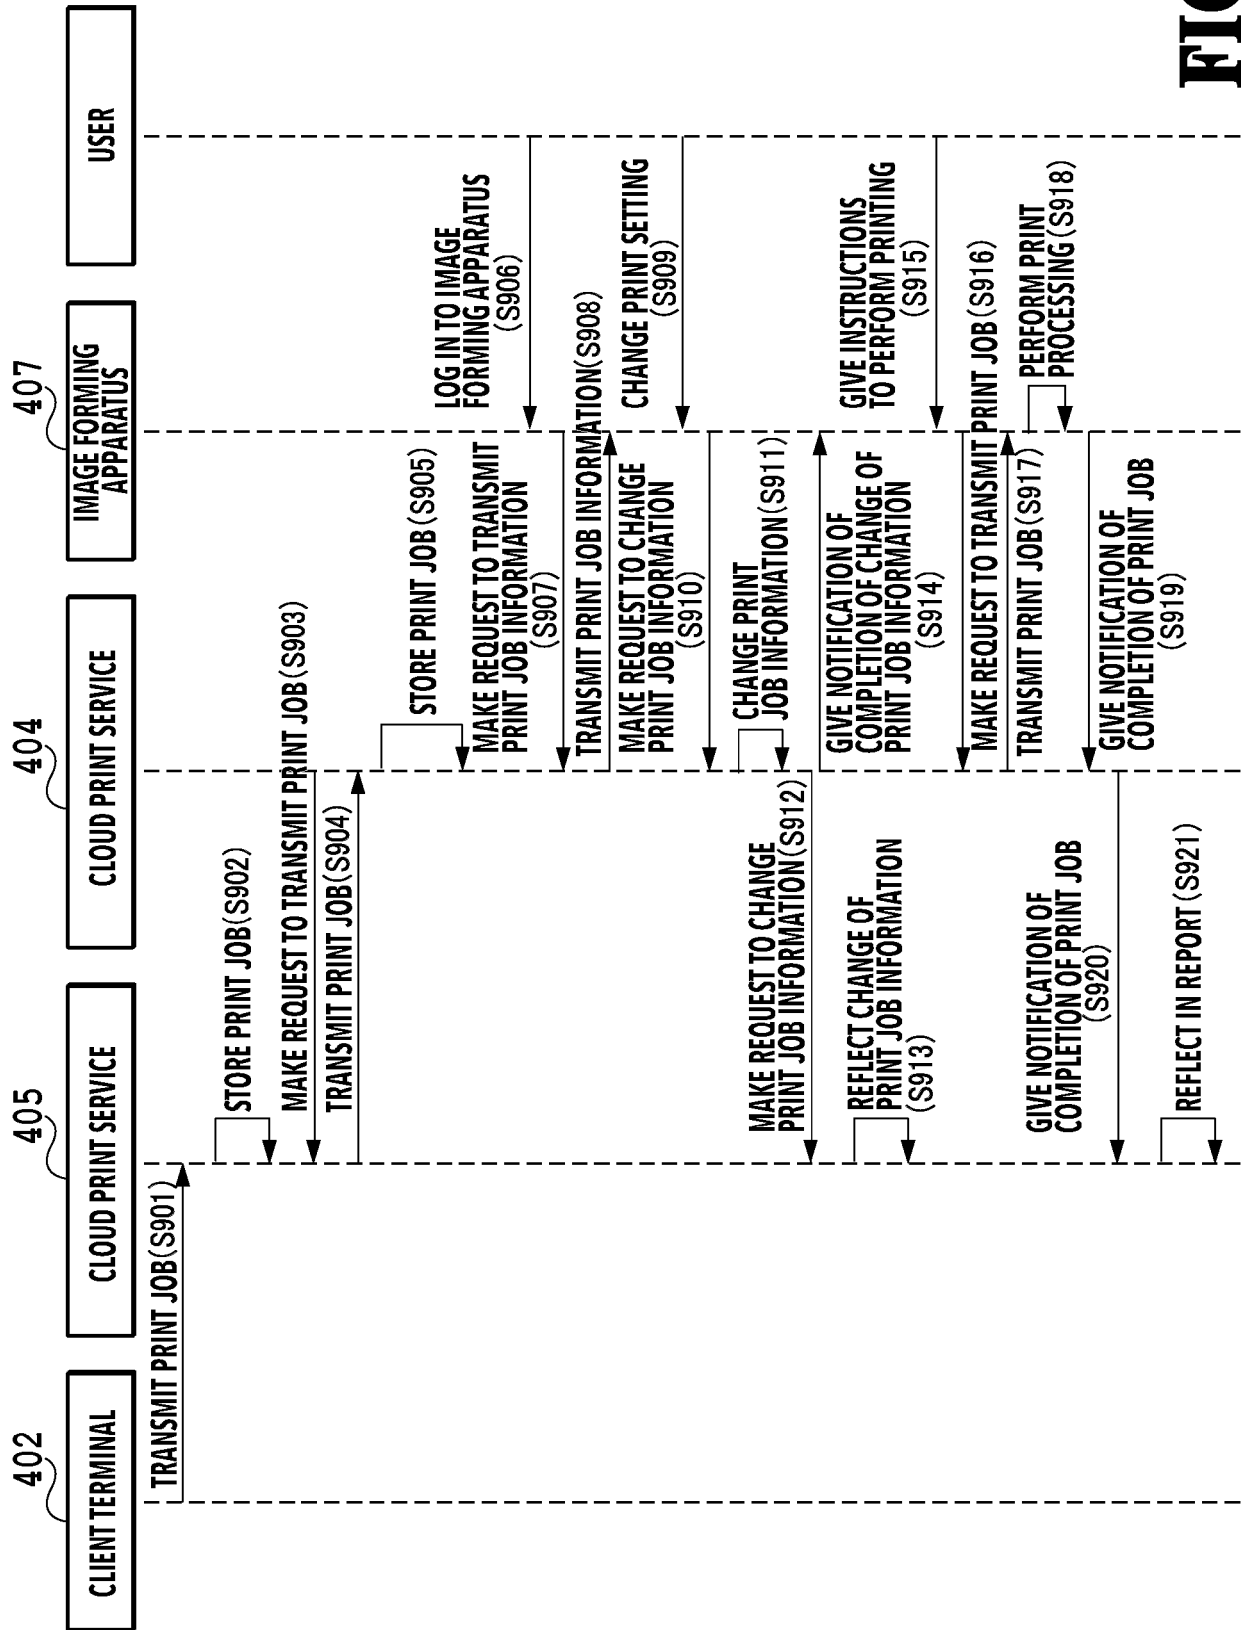 402
405
404
407
CLIENT TERMINAL
CLOUD PRINT SERVICE
CLOUD PRINT SERVICE
IMAGE FORMING
APPARATUS
USER
TRANSMIT PRINT JOB(S901)
STORE PRINT JOB(S902)
MAKE REQUEST TO TRANSMIT PRINT JOB(S903)
TRANSMIT PRINT JOB(S904)
STORE PRINT JOB(S905)
LOG IN TO IMAGE
FORMING APPARATUS
(S906)
MAKE REQUEST TO TRANSMIT
PRINT JOB INFORMATION
(S907)
TRANSMIT PRINT JOB INFORMATION(S908)
CHANGE PRINT SETTING
(S909)
MAKE REQUEST TO CHANGE
PRINT JOB INFORMATION
(S910)
CHANGE PRINT
JOB INFORMATION(S911)
MAKE REQUEST TO CHANGE
PRINT JOB INFORMATION(S912)
REFLECT CHANGE OF
PRINT JOB INFORMATION
(S913)
GIVE NOTIFICATION OF
COMPLETION OF CHANGE OF
PRINT JOB INFORMATION
(S914)
GIVE INSTRUCTIONS
TO PERFORM PRINTING
(S915)
MAKE REQUEST TO TRANSMIT PRINT JOB(S916)
TRANSMIT PRINT JOB(S917)
PERFORM PRINT
PROCESSING(S918)
GIVE NOTIFICATION OF
COMPLETION OF PRINT JOB
(S919)
GIVE NOTIFICATION OF
COMPLETION OF PRINT JOB
(S920)
REFLECT IN REPORT(S921)